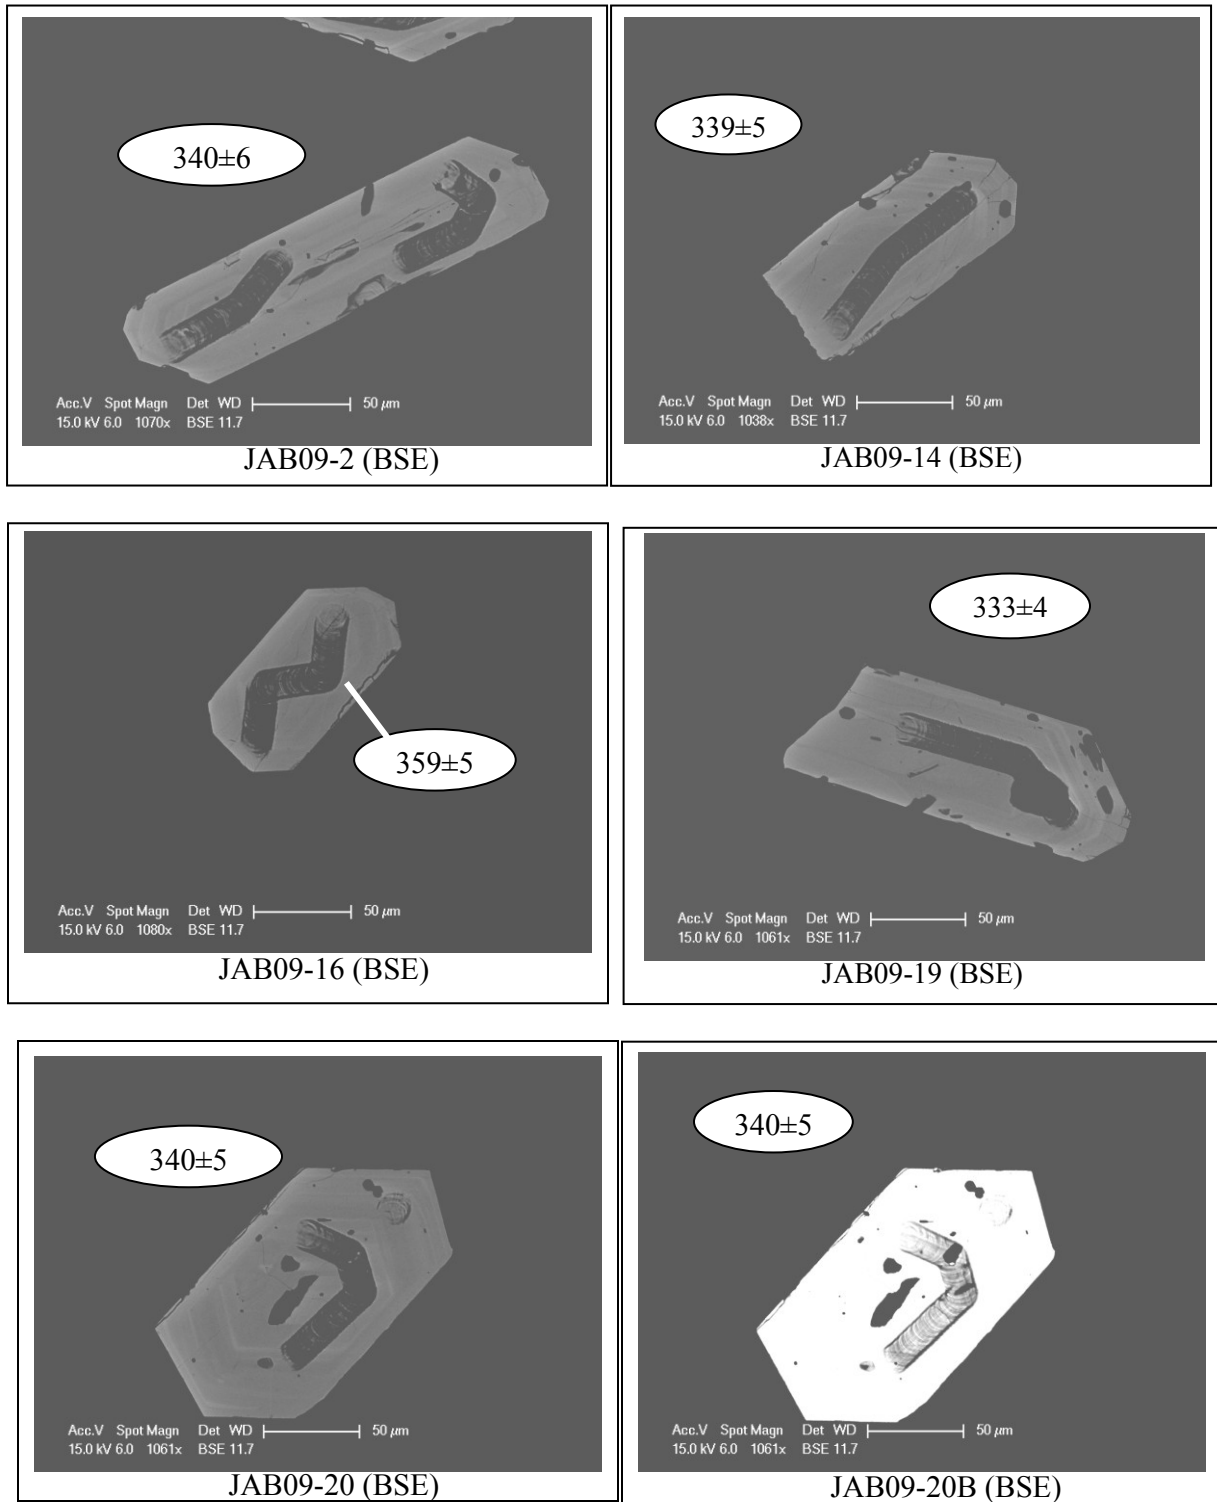 340±6
Acc.V Spot Magn Det WD 50 µm
15.0 kV 6.0 1070x BSE 11.7
JAB09-2 (BSE)
339±5
Acc.V Spot Magn Det WD 50 µm
15.0 kV 6.0 1038x BSE 11.7
JAB09-14 (BSE)
359±5
Acc.V Spot Magn Det WD 50 µm
15.0 kV 6.0 1080x BSE 11.7
JAB09-16 (BSE)
333±4
Acc.V Spot Magn Det WD 50 µm
15.0 kV 6.0 1061x BSE 11.7
JAB09-19 (BSE)
340±5
Acc.V Spot Magn Det WD 50 µm
15.0 kV 6.0 1061x BSE 11.7
JAB09-20 (BSE)
340±5
Acc.V Spot Magn Det WD 50 µm
15.0 kV 6.0 1061x BSE 11.7
JAB09-20B (BSE)